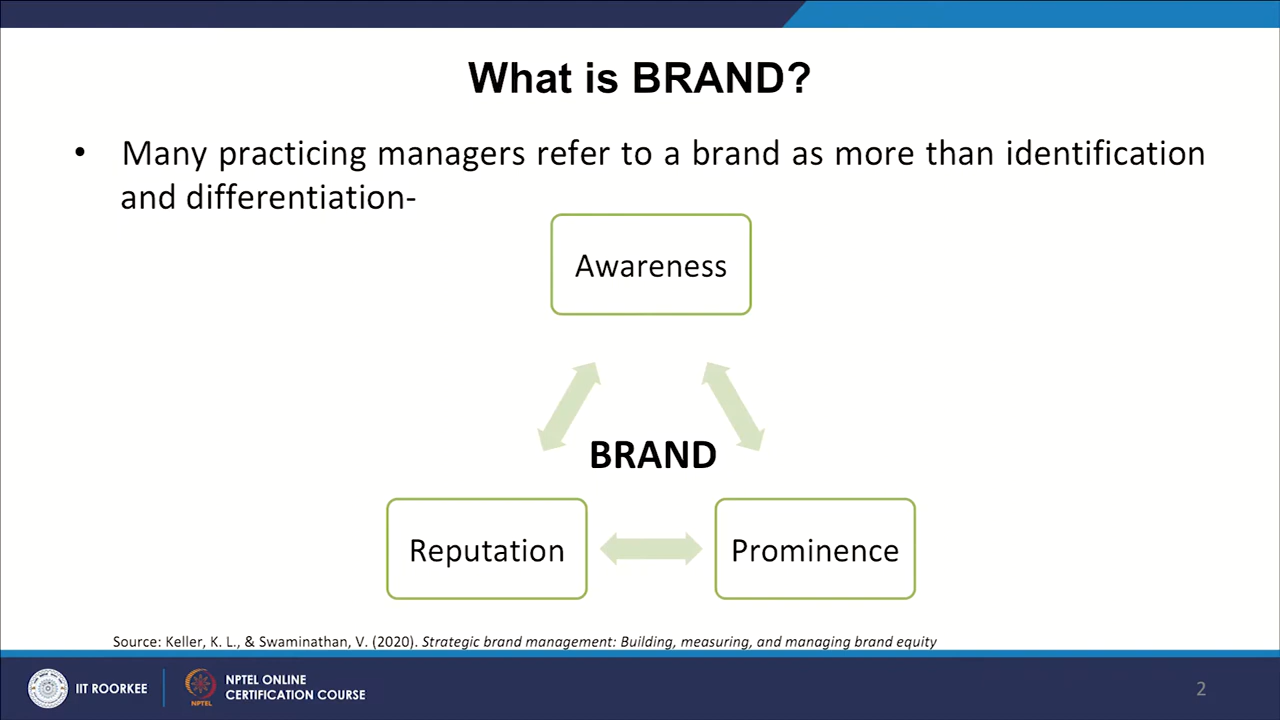 What is BRAND?
• Many practicing managers refer to a brand as more than identification
and differentiation-
Awareness
BRAND
Reputation
Prominence
Source: Keller, K. L., & Swaminathan, V. (2020). Strategic brand management: Building, measuring, and managing brand equity
IIT ROORKEE
NPTEL
NPTEL ONLINE
CERTIFICATION COURSE
2